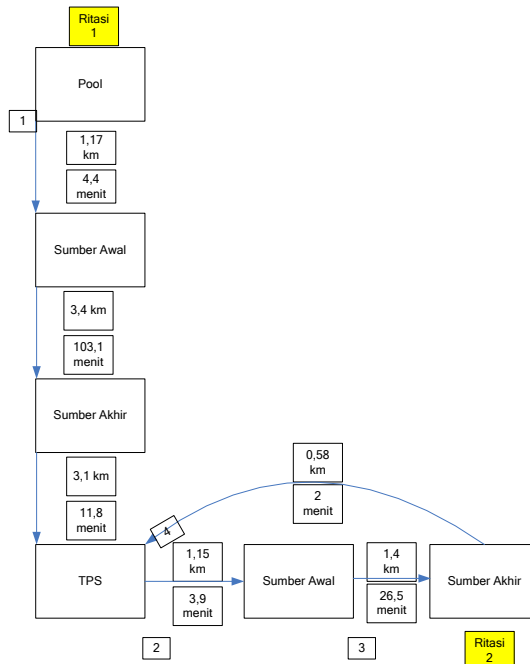 Ritasi
1
Pool
1
1,17
km
4,4
menit
Sumber Awal
3,4 km
103,1
menit
Sumber Akhir
3,1 km
11,8
menit
0,58
km
2
menit
4
TPS
1,15
km
3,9
menit
Sumber Awal
1,4
km
26,5
menit
Sumber Akhir
2
3
Ritasi
2